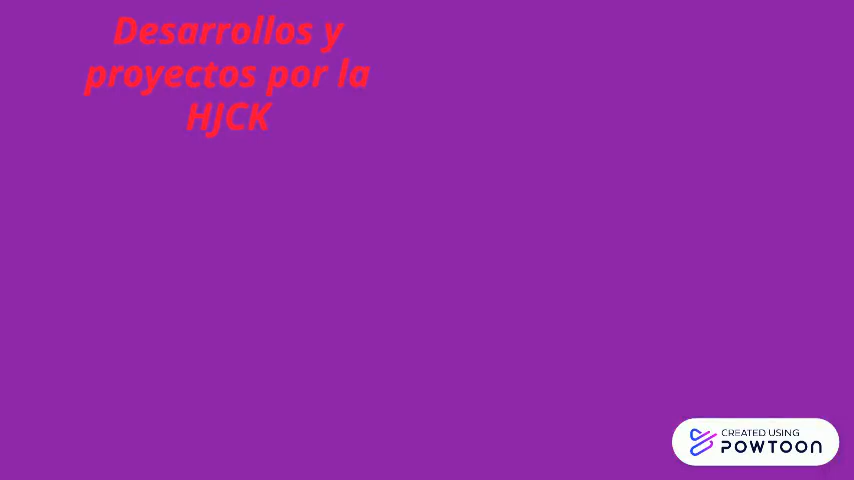 Desarrollos y
proyectos por la
HJCK
CREATED USING
POWTOON